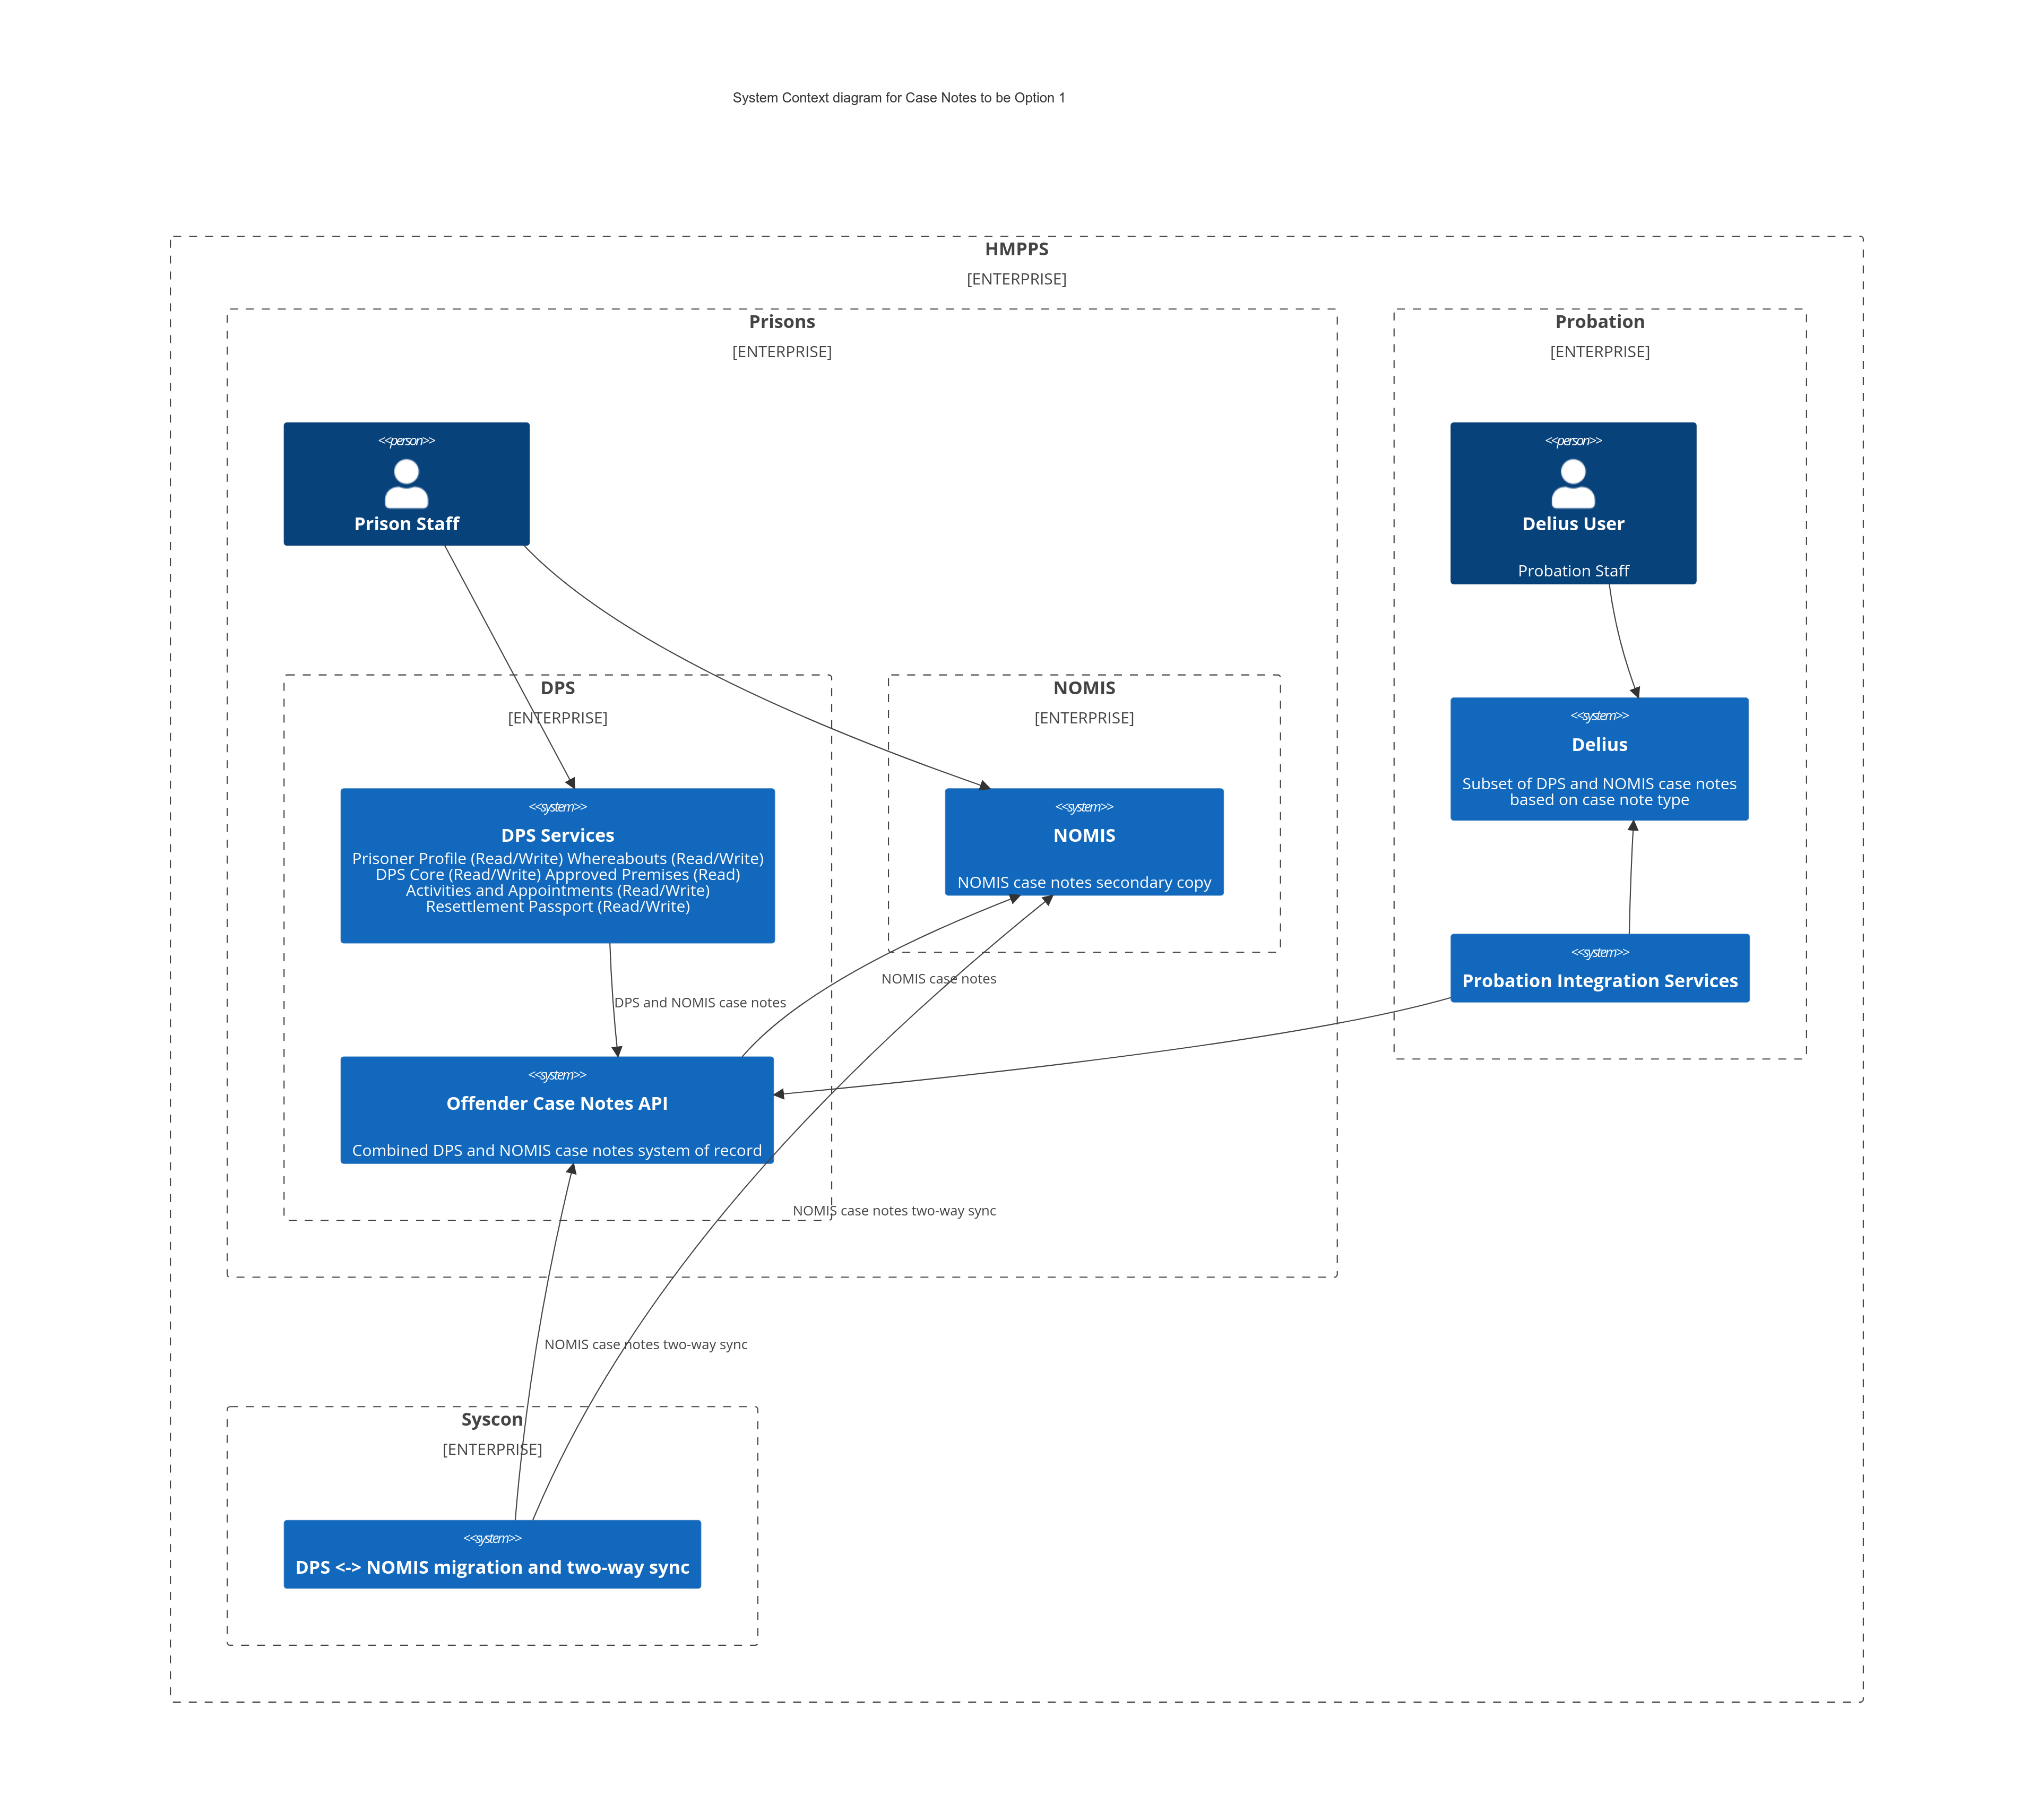 System Context diagram for Case Notes to be Option 1
HMPPS
[ENTERPRISE]
Prisons
[ENTERPRISE]
Probation
[ENTERPRISE]
<<person>>
Prison Staff
<<person>>
Delius User
Probation Staff
DPS
[ENTERPRISE]
NOMIS
[ENTERPRISE]
<<system>>
Delius
Subset of DPS and NOMIS case notes
based on case note type
<<system>>
DPS Services
Prisoner Profile (Read/Write) Whereabouts (Read/Write)
DPS Core (Read/Write) Approved Premises (Read)
Activities and Appointments (Read/Write)
Resettlement Passport (Read/Write)
<<system>>
NOMIS
NOMIS case notes secondary copy
<<system>>
Probation Integration Services
NOMIS case notes
DPS and NOMIS case notes
<<system>>
Offender Case Notes API
Combined DPS and NOMIS case notes system of record
NOMIS case notes two-way sync
NOMIS case notes two-way sync
Syscon
[ENTERPRISE]
<<system>>
DPS <-> NOMIS migration and two-way sync